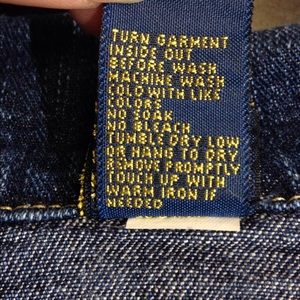 TURN GARMENT
INSIDE OUT
BEFORE WASH
MACHINE WASH
COLD WITH LIKE
COLORS
NO SOAK
NO BLEACH
TUMBLE DRY LOW
OR HANG TO DRY
REMOVE PROMPTLY
TOUCH UP WITH
WARM IRON IF
NEEDED